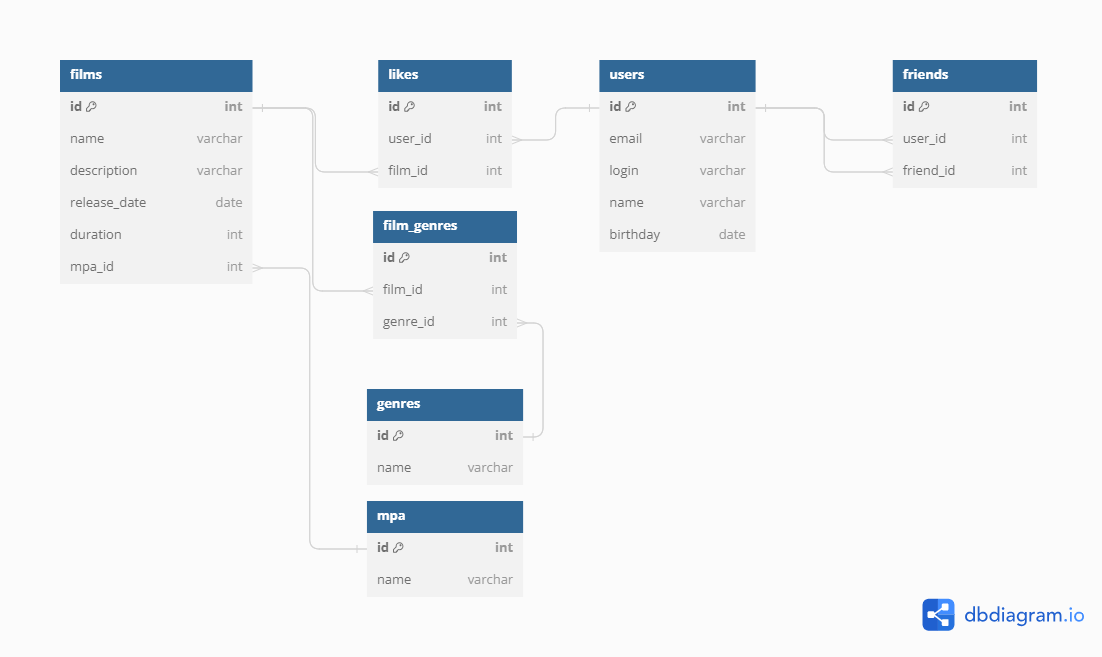 films
id int
name varchar
description varchar
release_date date
duration int
mpa_id int
likes
id int
user_id int
film_id int
film_genres
id int
film_id int
genre_id int
genres
id int
name varchar
mpa
id int
name varchar
users
id int
email varchar
login varchar
name varchar
birthday date
friends
id int
user_id int
friend_id int
dbdiagram.io